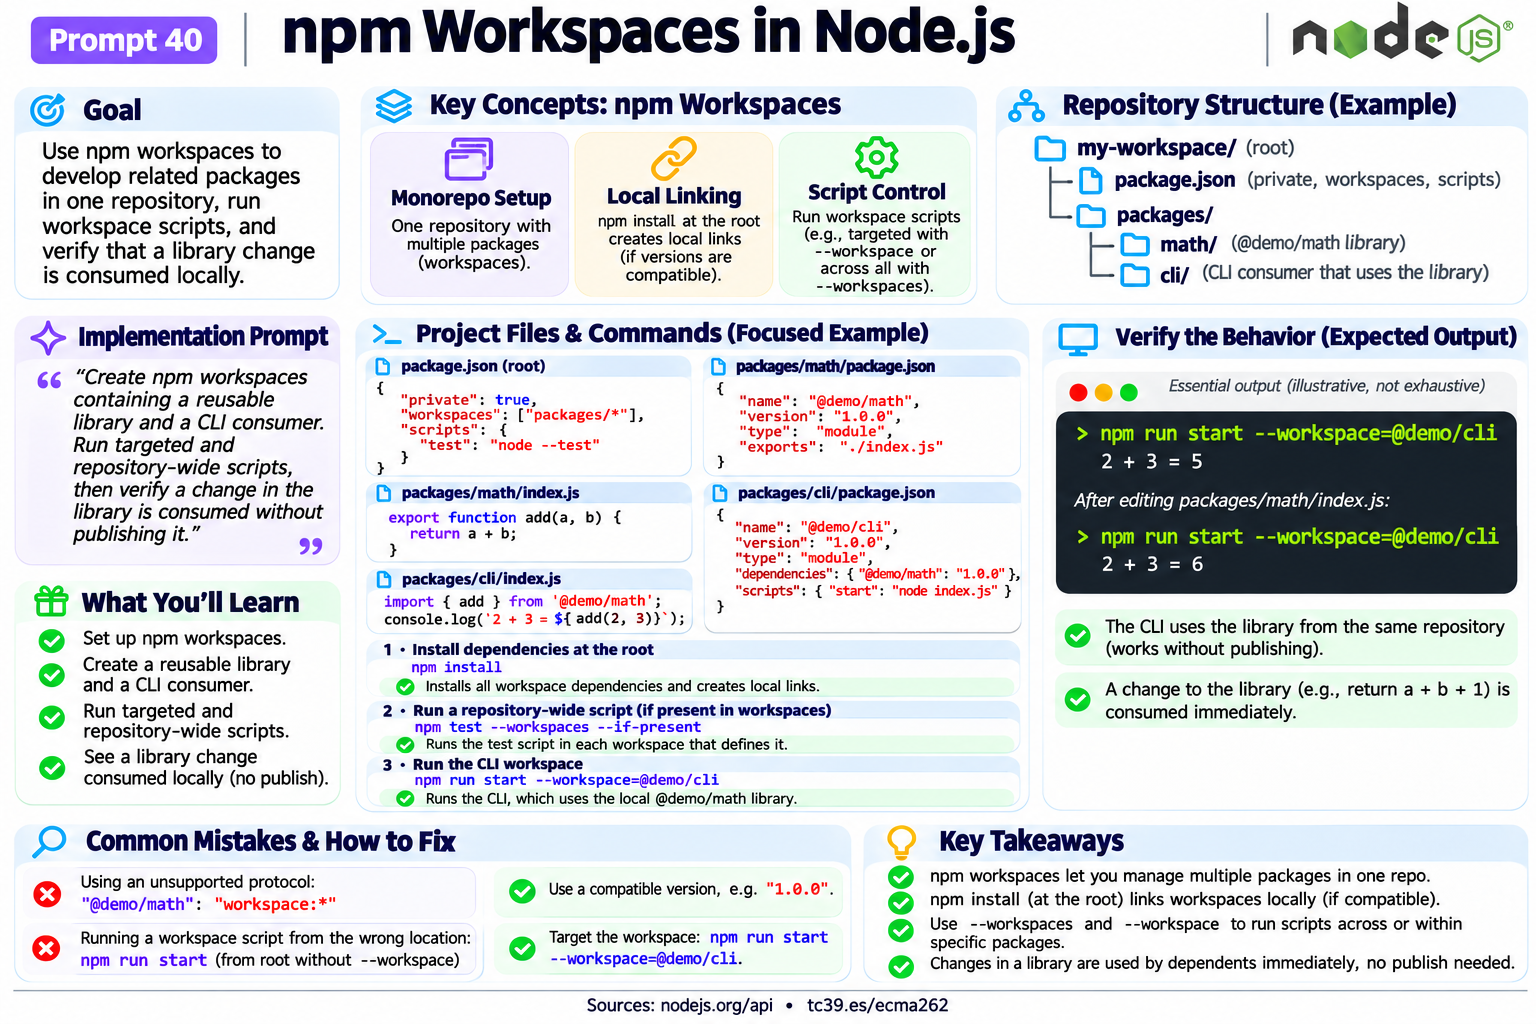 Prompt 40
npm Workspaces in Node.js
node JS ®
Goal
Use npm workspaces to
develop related packages
in one repository, run
workspace scripts, and
verify that a library change
is consumed locally.
Key Concepts: npm Workspaces
Monorepo Setup
One repository with
multiple packages
(workspaces).
Local Linking
npm install at the root
creates local links
(if versions are
compatible).
Script Control
Run workspace scripts
(e.g., targeted with
--workspace or
across all with
--workspaces).
Repository Structure (Example)
my-workspace/ (root)
package.json (private, workspaces, scripts)
packages/
math/ (@demo/math library)
cli/ (CLI consumer that uses the library)
Implementation Prompt
“
“Create npm workspaces
containing a reusable
library and a CLI consumer.
Run targeted and
repository-wide scripts,
then verify a change in the
library is consumed without
publishing it.”
”
What You’ll Learn
Set up npm workspaces.
Create a reusable library
and a CLI consumer.
Run targeted and
repository-wide scripts.
See a library change
consumed locally (no publish).
Project Files & Commands (Focused Example)
package.json (root)
{
"private": true,
"workspaces": ["packages/*"],
"scripts": {
"test": "node --test"
}
}
packages/math/index.js
export function add(a, b) {
return a + b;
}
packages/cli/index.js
import { add } from '@demo/math';
console.log(`2 + 3 = ${ add(2, 3)}`);
packages/math/package.json
{
"name": "@demo/math",
"version": "1.0.0",
"type": "module",
"exports": "./index.js"
}
packages/cli/package.json
{
"name": "@demo/cli",
"version": "1.0.0",
"type": "module",
"dependencies": { "@demo/math": "1.0.0" },
"scripts": { "start": "node index.js" }
}
1 • Install dependencies at the root
npm install
Installs all workspace dependencies and creates local links.
2 • Run a repository-wide script (if present in workspaces)
npm test --workspaces --if-present
Runs the test script in each workspace that defines it.
3 • Run the CLI workspace
npm run start --workspace=@demo/cli
Runs the CLI, which uses the local @demo/math library.
Verify the Behavior (Expected Output)
Essential output (illustrative, not exhaustive)
> npm run start --workspace=@demo/cli
2 + 3 = 5
After editing packages/math/index.js:
> npm run start --workspace=@demo/cli
2 + 3 = 6
The CLI uses the library from the same repository
(works without publishing).
A change to the library (e.g., return a + b + 1) is
consumed immediately.
Common Mistakes & How to Fix
Using an unsupported protocol:
"@demo/math": "workspace:*"
Use a compatible version, e.g. "1.0.0".
Running a workspace script from the wrong location:
npm run start (from root without --workspace)
Target the workspace: npm run start
--workspace=@demo/cli.
Key Takeaways
npm workspaces let you manage multiple packages in one repo.
npm install (at the root) links workspaces locally (if compatible).
Use --workspaces and --workspace to run scripts across or within
specific packages.
Changes in a library are used by dependents immediately, no publish needed.
Sources: nodejs.org/api • tc39.es/ecma262